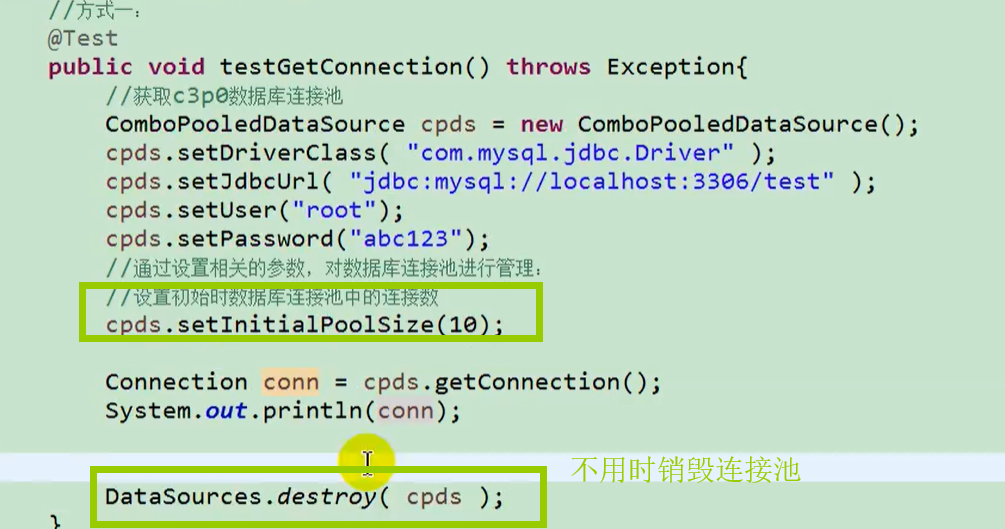 //方式一：
@Test
public void testGetConnection() throws Exception{
//获取c3p0数据库连接池
ComboPooledDataSource cpds = new ComboPooledDataSource();
cpds.setDriverClass( "com.mysql.jdbc.Driver" );
cpds.setJdbcUrl( "jdbc:mysql://localhost:3306/test" );
cpds.setUser("root");
cpds.setPassword("abc123");
//通过设置相关的参数，对数据库连接池进行管理：
//设置初始时数据库连接池中的连接数
cpds.setInitialPoolSize(10);
Connection conn = cpds.getConnection();
System.out.println(conn);
不用时销毁连接池
DataSources.destroy( cpds );
}